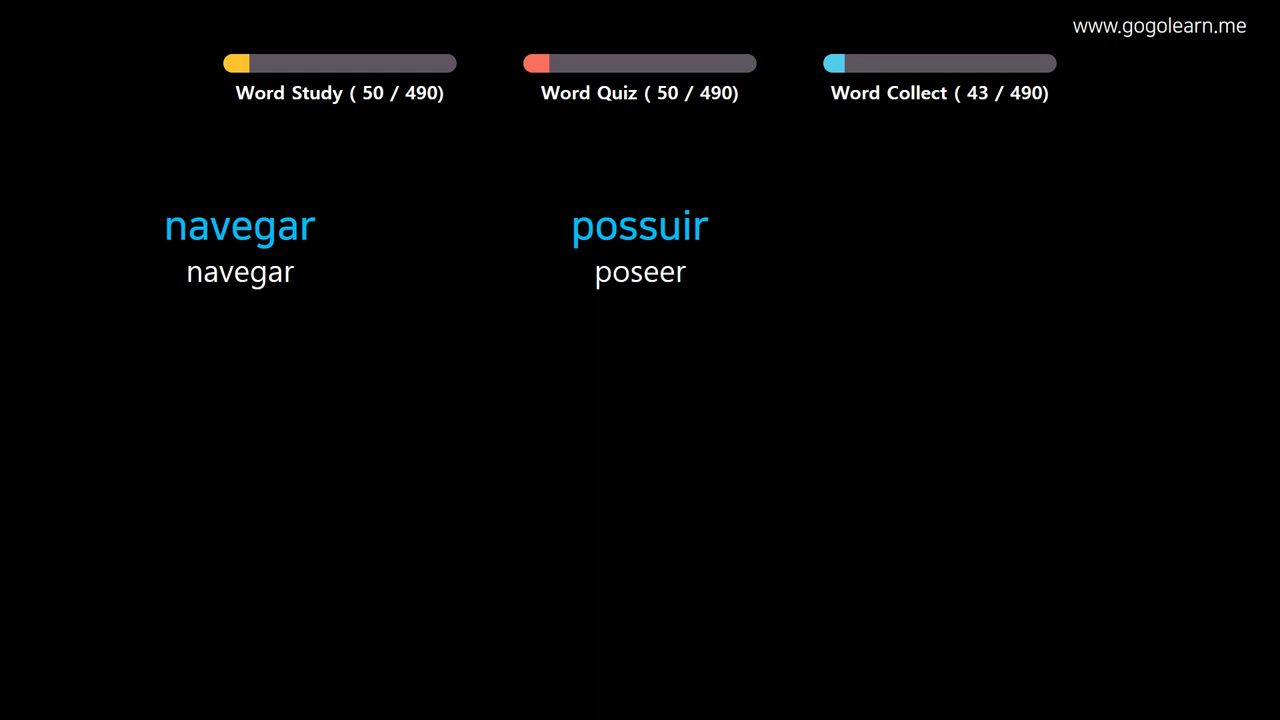 www.gogolearn.me
Word Study ( 50 / 490)
Word Quiz ( 50 / 490)
Word Collect ( 43 / 490)
navegar
navegar
possuir
poseer